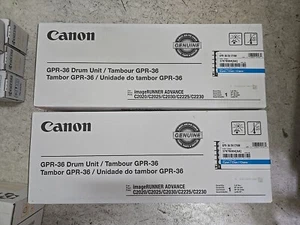 Canon
GENUINE
GPR-36 Drum Unit / Tambour GPR-36
Tambor GPR-36 / Unidade do tambor GPR-36
imageRUNNER ADVANCE
C2020/C2025/C2030/C2225/C2230
1
Canon
GENUINE
GPR-36 Drum Unit / Tambour GPR-36
Tambor GPR-36 / Unidade do tambor GPR-36
imageRUNNER ADVANCE
C2020/C2025/C2030/C2225/C2230
1